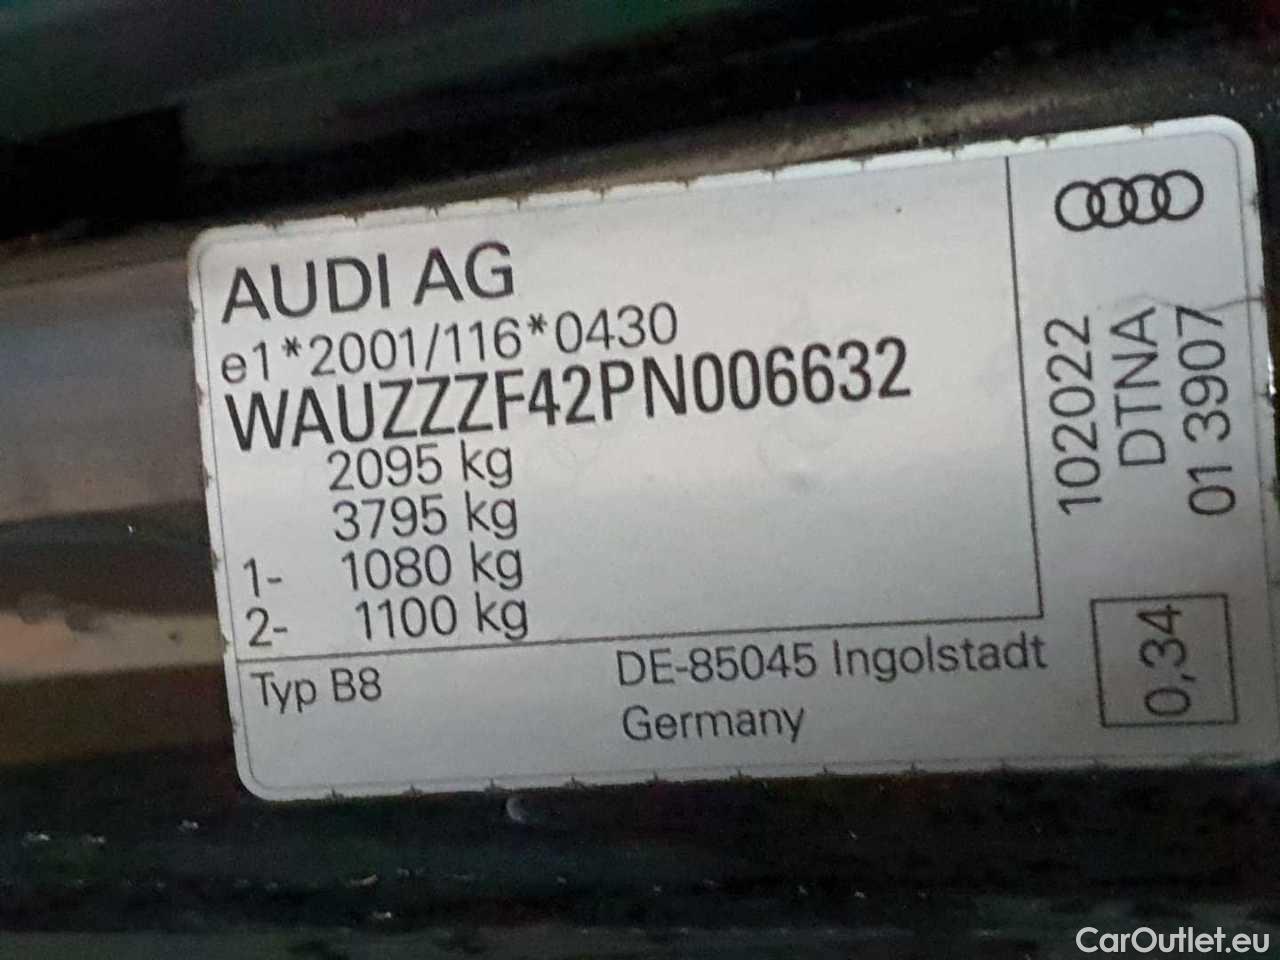 AUDI AG
e1*2001/116*0430
WAUZZZF42PN006632
2095 kg
3795 kg
1- 1080 kg
2- 1100 kg
Typ B8
DE-85045 Ingolstadt
Germany
102022
DTNA
01 3907
0,34
CarOutlet.eu